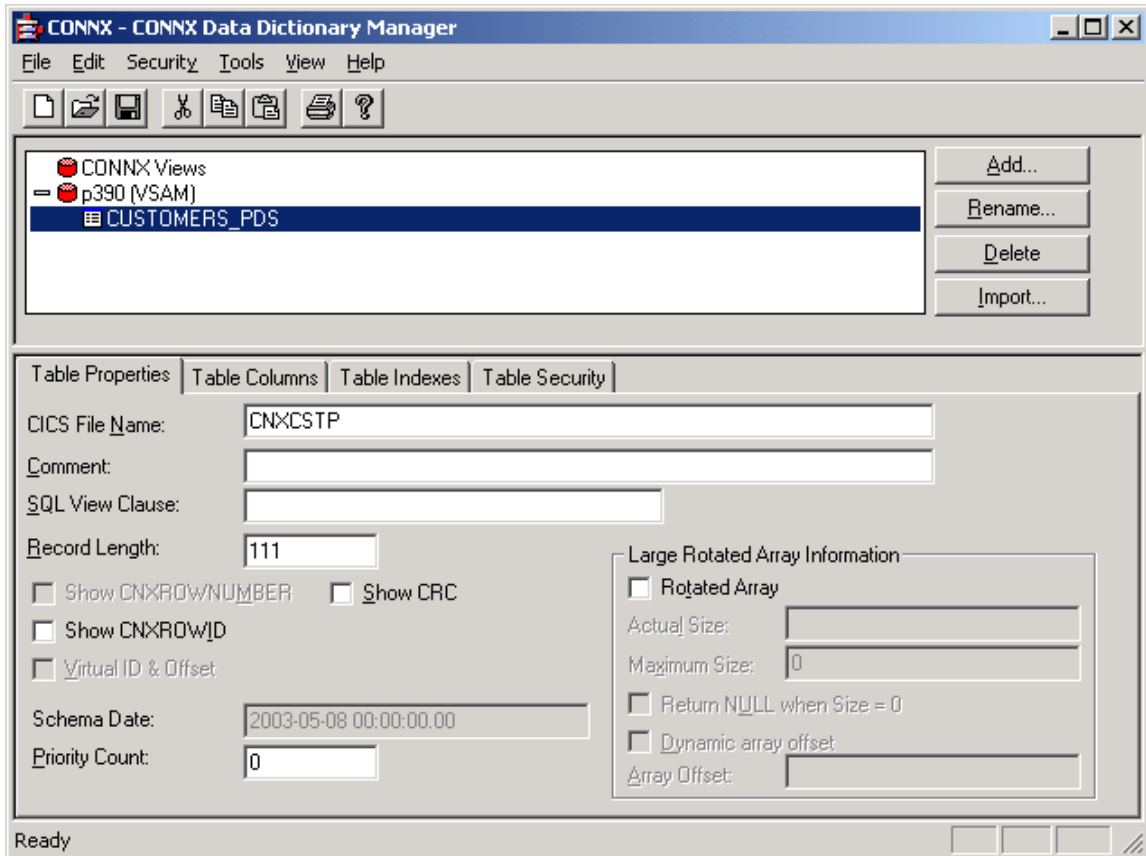 CONNX - CONNX Data Dictionary Manager
File Edit Security Tools View Help
CONNX Views
p390 (VSAM)
CUSTOMERS_PDS
Add...
Rename...
Delete
Import...
Table Properties Table Columns Table Indexes Table Security
CICS File Name: CNXCSTP
Comment:
SQL View Clause:
Record Length: 111
Show CNXROWNUMBER Show CRC
Show CNXROWID
Virtual ID & Offset
Schema Date: 2003-05-08 00:00:00.00
Priority Count: 0
Large Rotated Array Information
Rotated Array
Actual Size:
Maximum Size: 0
Return NULL when Size = 0
Dynamic array offset
Array Offset:
Ready